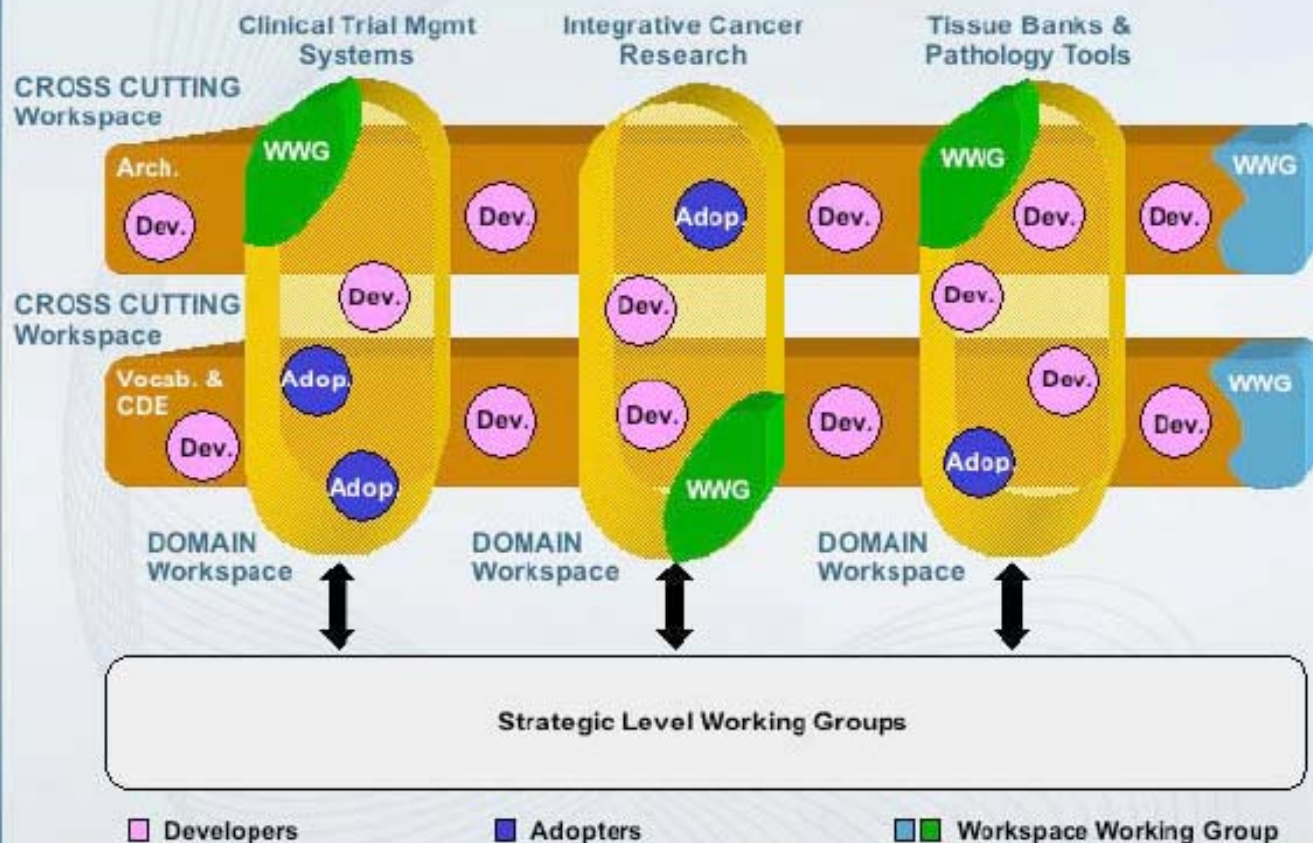 Clinical Trial Mgmt
Systems
Integrative Cancer
Research
Tissue Banks &
Pathology Tools
CROSS CUTTING
Workspace
WWG
WWG
WWG
Arch.
Dev.
Dev.
Adop.
Dev.
Dev.
Dev.
CROSS CUTTING
Workspace
Dev.
Dev.
Dev.
Vocab. &
CDE
Adop.
Dev.
WWG
Dev.
Dev.
Dev.
Dev.
Dev.
Adop.
Adop
WWG
DOMAIN
Workspace
DOMAIN
Workspace
DOMAIN
Workspace
Strategic Level Working Groups
Developers
Adopters
Workspace Working Group